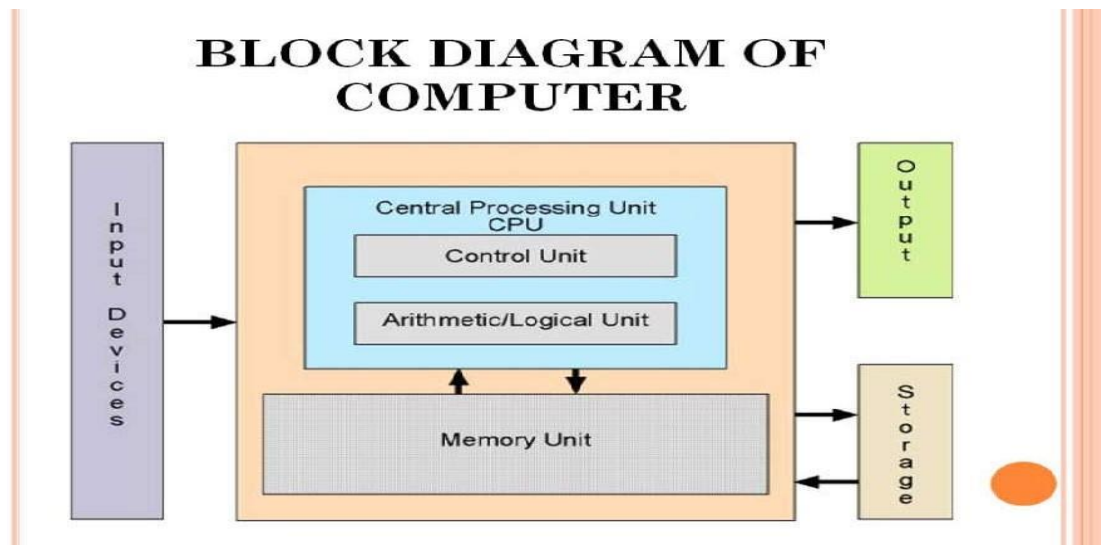 BLOCK DIAGRAM OF
COMPUTER
Input Devices
Central Processing Unit
CPU
Control Unit
Arithmetic/Logical Unit
Memory Unit
Output
Storage